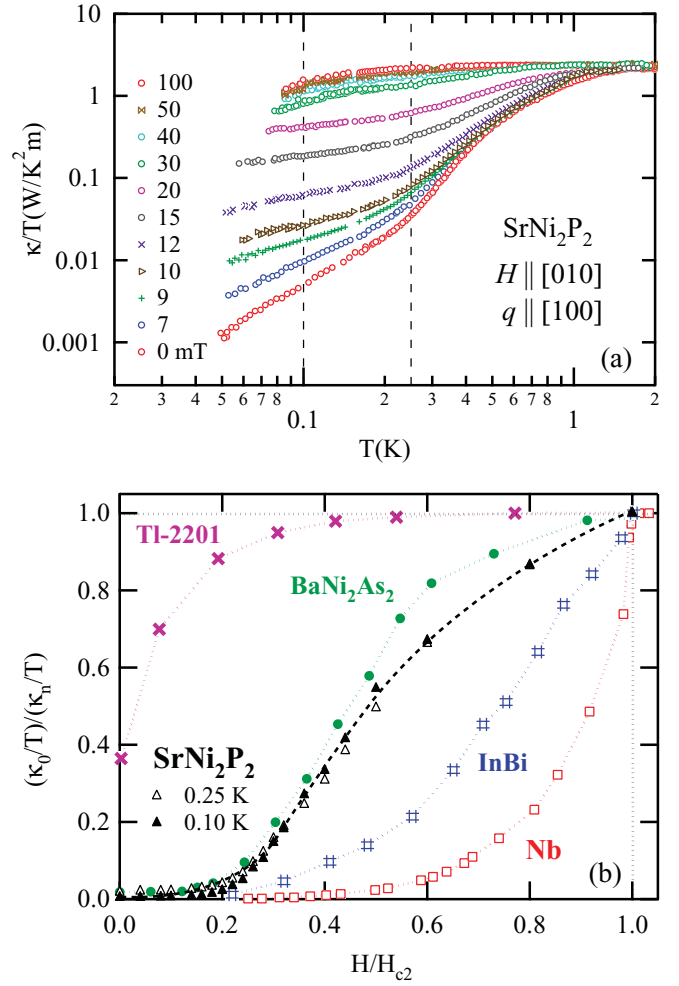 10
1
0.1
0.01
0.001
κ/T(W/K²m)
100
50
40
30
20
15
12
10
9
7
0 mT
SrNi₂P₂
H || [010]
q || [100]
(a)
2 3 4 5 6 7 8 0.1 2 3 4 5 6 7 8 1 2
T(K)
1.0
0.8
0.6
0.4
0.2
0.0
(κ₀/T)/(κₙ/T)
Tl-2201
BaNi₂As₂
SrNi₂P₂
0.25 K
0.10 K
InBi
Nb
(b)
0.0 0.2 0.4 0.6 0.8 1.0
H/H_c2